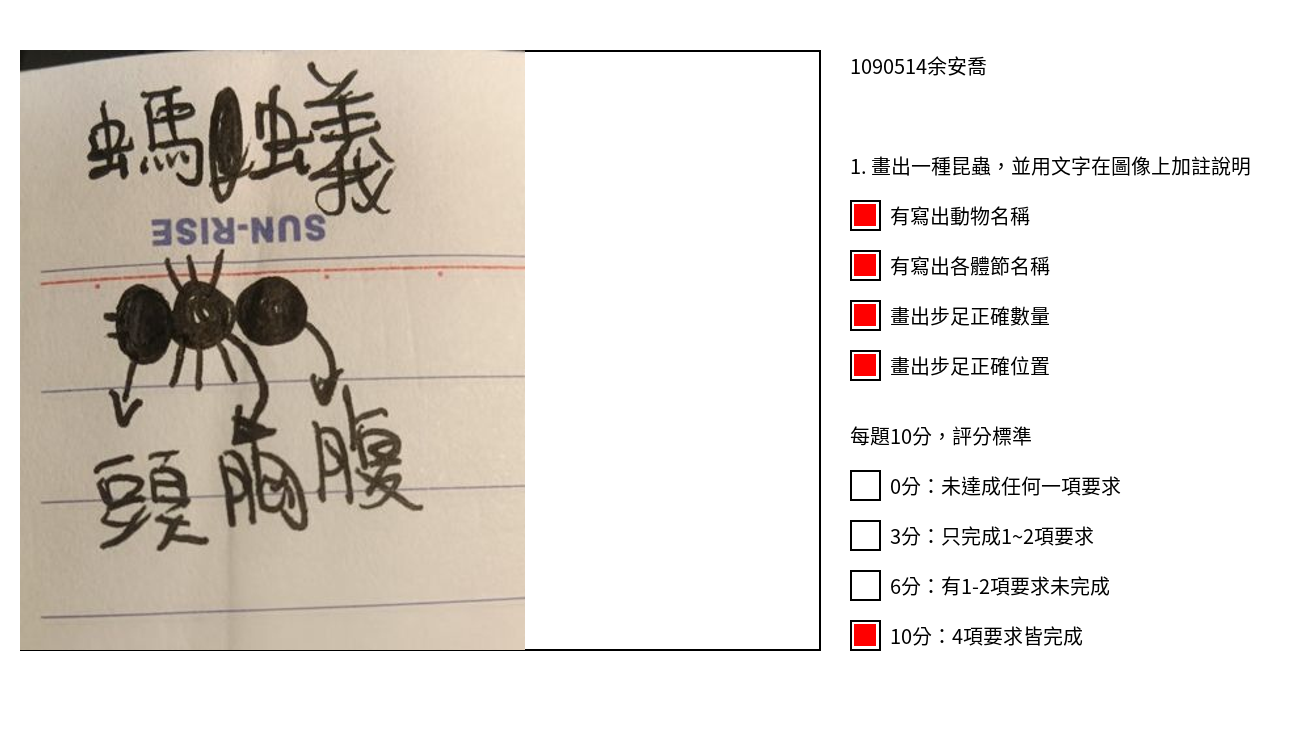 螞蟻
SUN-RISE
頭 胸 腹
1090514余安喬
1. 畫出一種昆蟲，並用文字在圖像上加註說明
有寫出動物名稱
有寫出各體節名稱
畫出步足正確數量
畫出步足正確位置
每題10分，評分標準
0分：未達成任何一項要求
3分：只完成1~2項要求
6分：有1-2項要求未完成
10分：4項要求皆完成